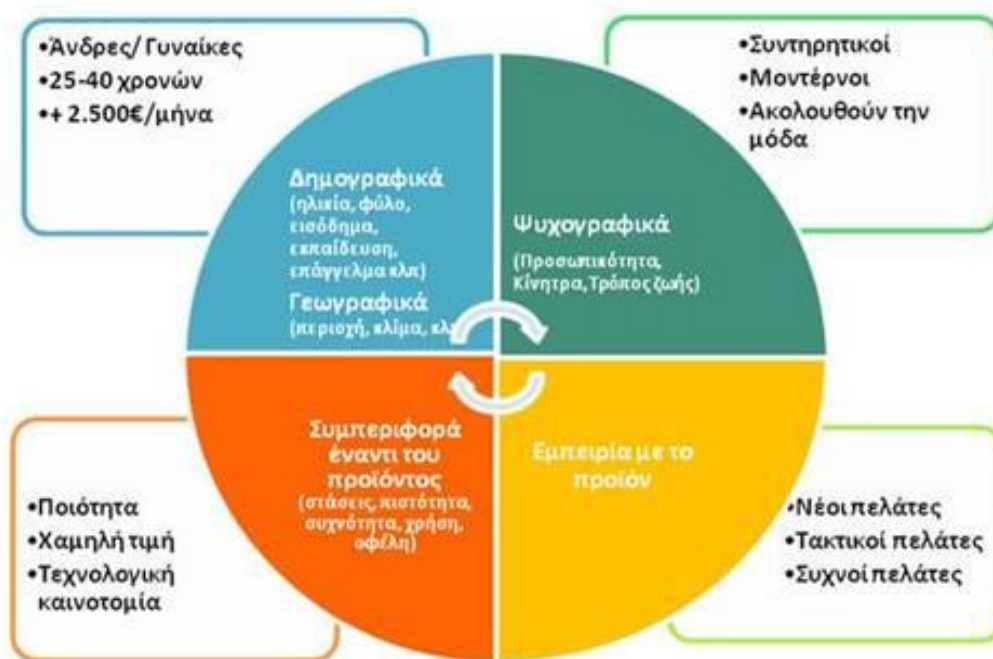 •Άνδρες/ Γυναίκες
•25-40 χρονών
•+ 2.500€/μήνα
•Συντηρητικοί
•Μοντέρνοι
•Ακολουθούν την
μόδα
Δημογραφικά
(ηλικία, φύλο,
εισόδημα,
εκπαίδευση,
επάγγελμα κλπ)
Γεωγραφικά
(περιοχή, κλίμα,
Ψυχογραφικά
(Προσωπικότητα,
Κίνητρα, Τρόπος ζωής)
Συμπεριφορά
έναντι του
προϊόντος
(στάσεις, πιστότητα,
συχνότητα, χρήση,
οφέλη)
Εμπειρία με το
προϊόν
•Ποιότητα
•Χαμηλή τιμή
•Τεχνολογική
καινοτομία
•Νέοι πελάτες
•Τακτικοί πελάτες
•Συχνοί πελάτες